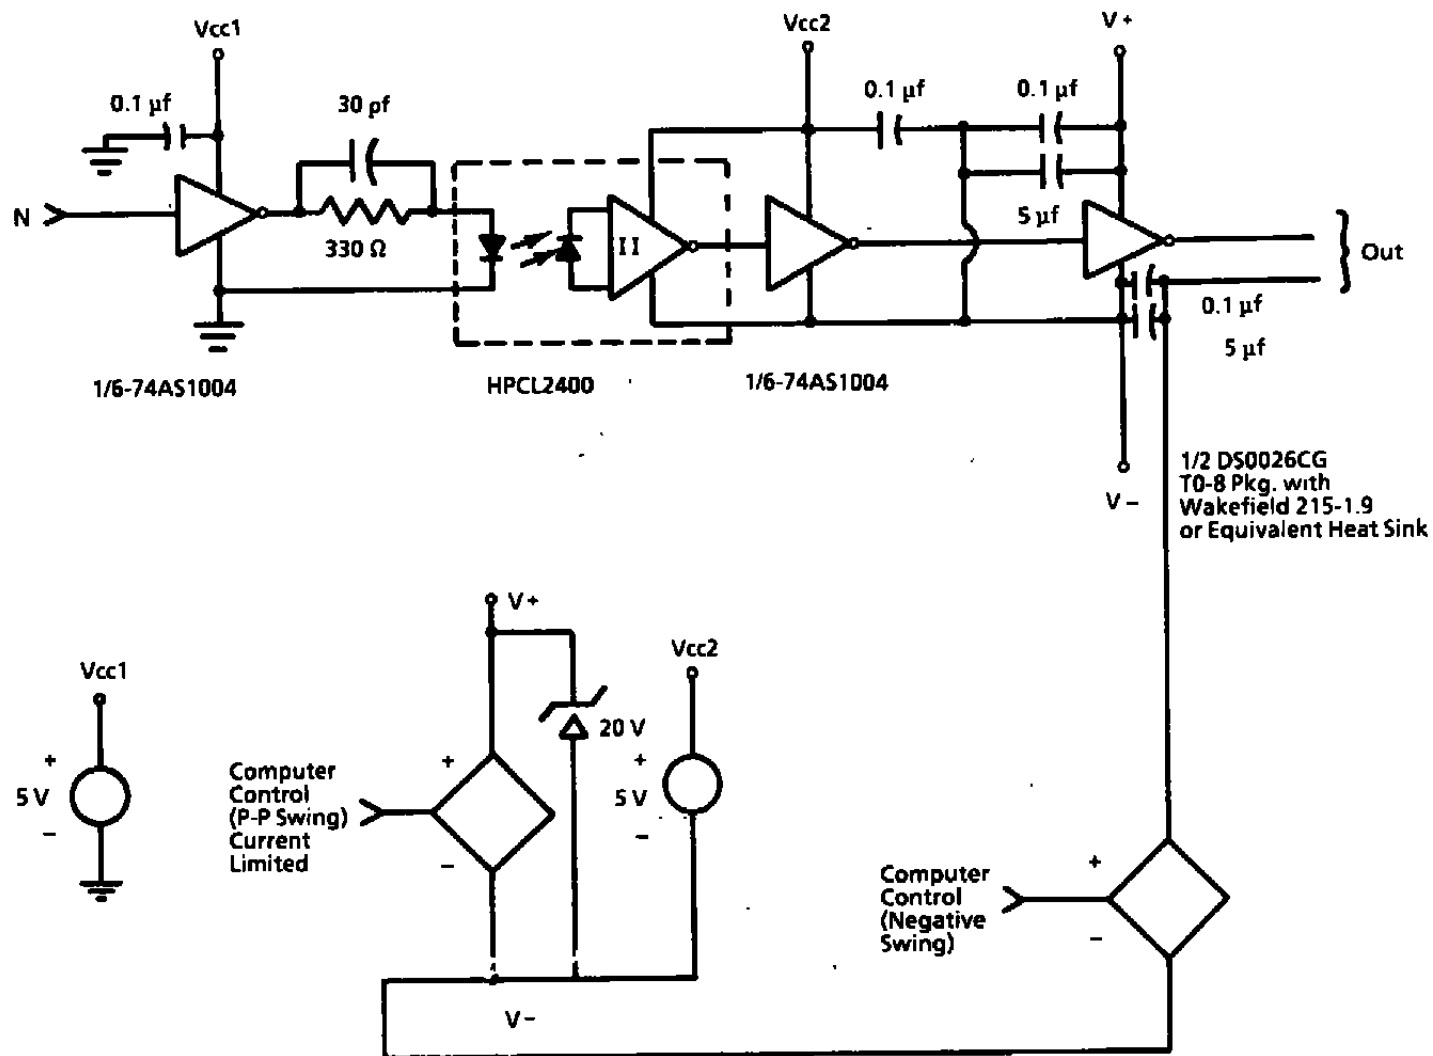 Vcc1
Vcc2
V+
0.1 µf
30 pf
0.1 µf
0.1 µf
N
330 Ω
II
5 µf
Out
0.1 µf
5 µf
1/6-74AS1004
HPCL2400
1/6-74AS1004
V-
1/2 DS0026CG
T0-8 Pkg. with
Wakefield 215-1.9
or Equivalent Heat Sink
V+
Vcc1
Vcc2
20 V
+
5 V
-
Computer
Control
(P-P Swing)
Current
Limited
+
-
+
5 V
-
Computer
Control
(Negative
Swing)
+
-
V-